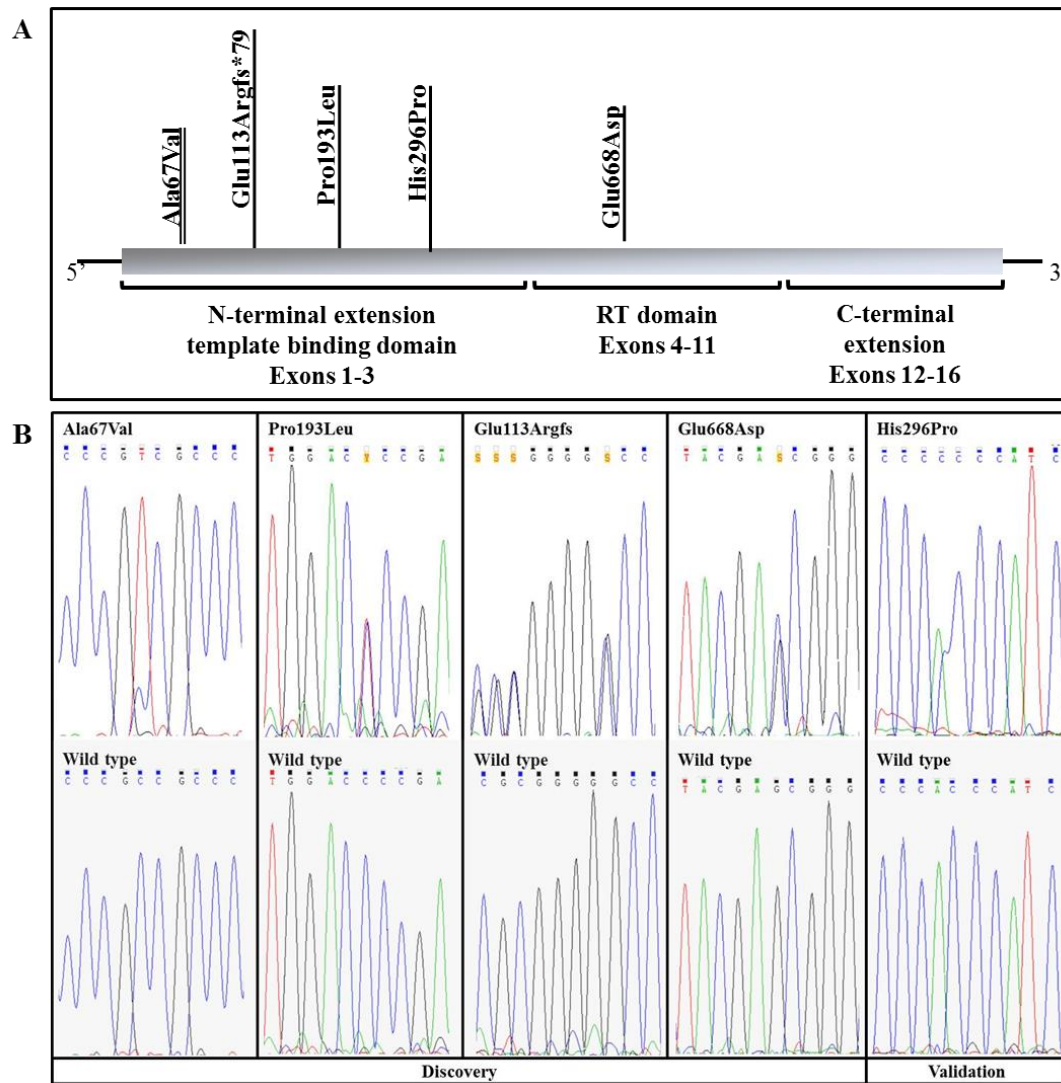 A
Ala67Val
Glu113Argfs*79
Pro193Leu
His296Pro
Glu668Asp
5’
3
N-terminal extension
template binding domain
Exons 1-3
RT domain
Exons 4-11
C-terminal
extension
Exons 12-16
B
Ala67Val
C C C G T C G C C C
Pro193Leu
T G G A C Y C C G A
Glu113Argfs
S S S G G G G S C C
Glu668Asp
T A C G A S C G G G
His296Pro
C C C C C C C A T C
Wild type
C C C G C C G C C C
Wild type
T G G A C C C C G A
Wild type
C G C G G G G G C C
Wild type
T A C G A G C G G G
Wild type
C C C A C C C A T C
Discovery
Validation